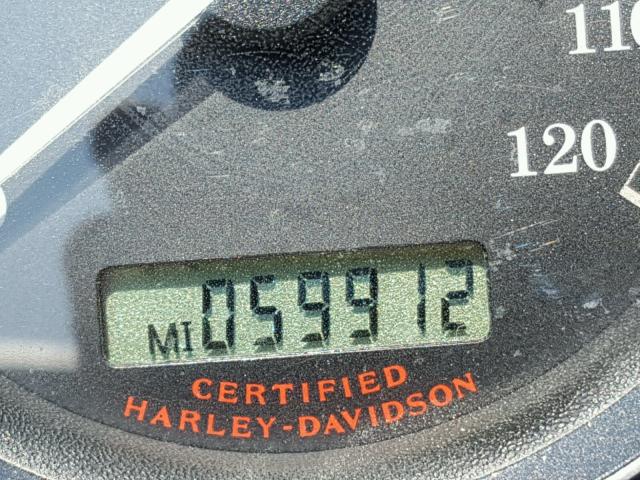 110
120
MI 059912
CERTIFIED
HARLEY-DAVIDSON